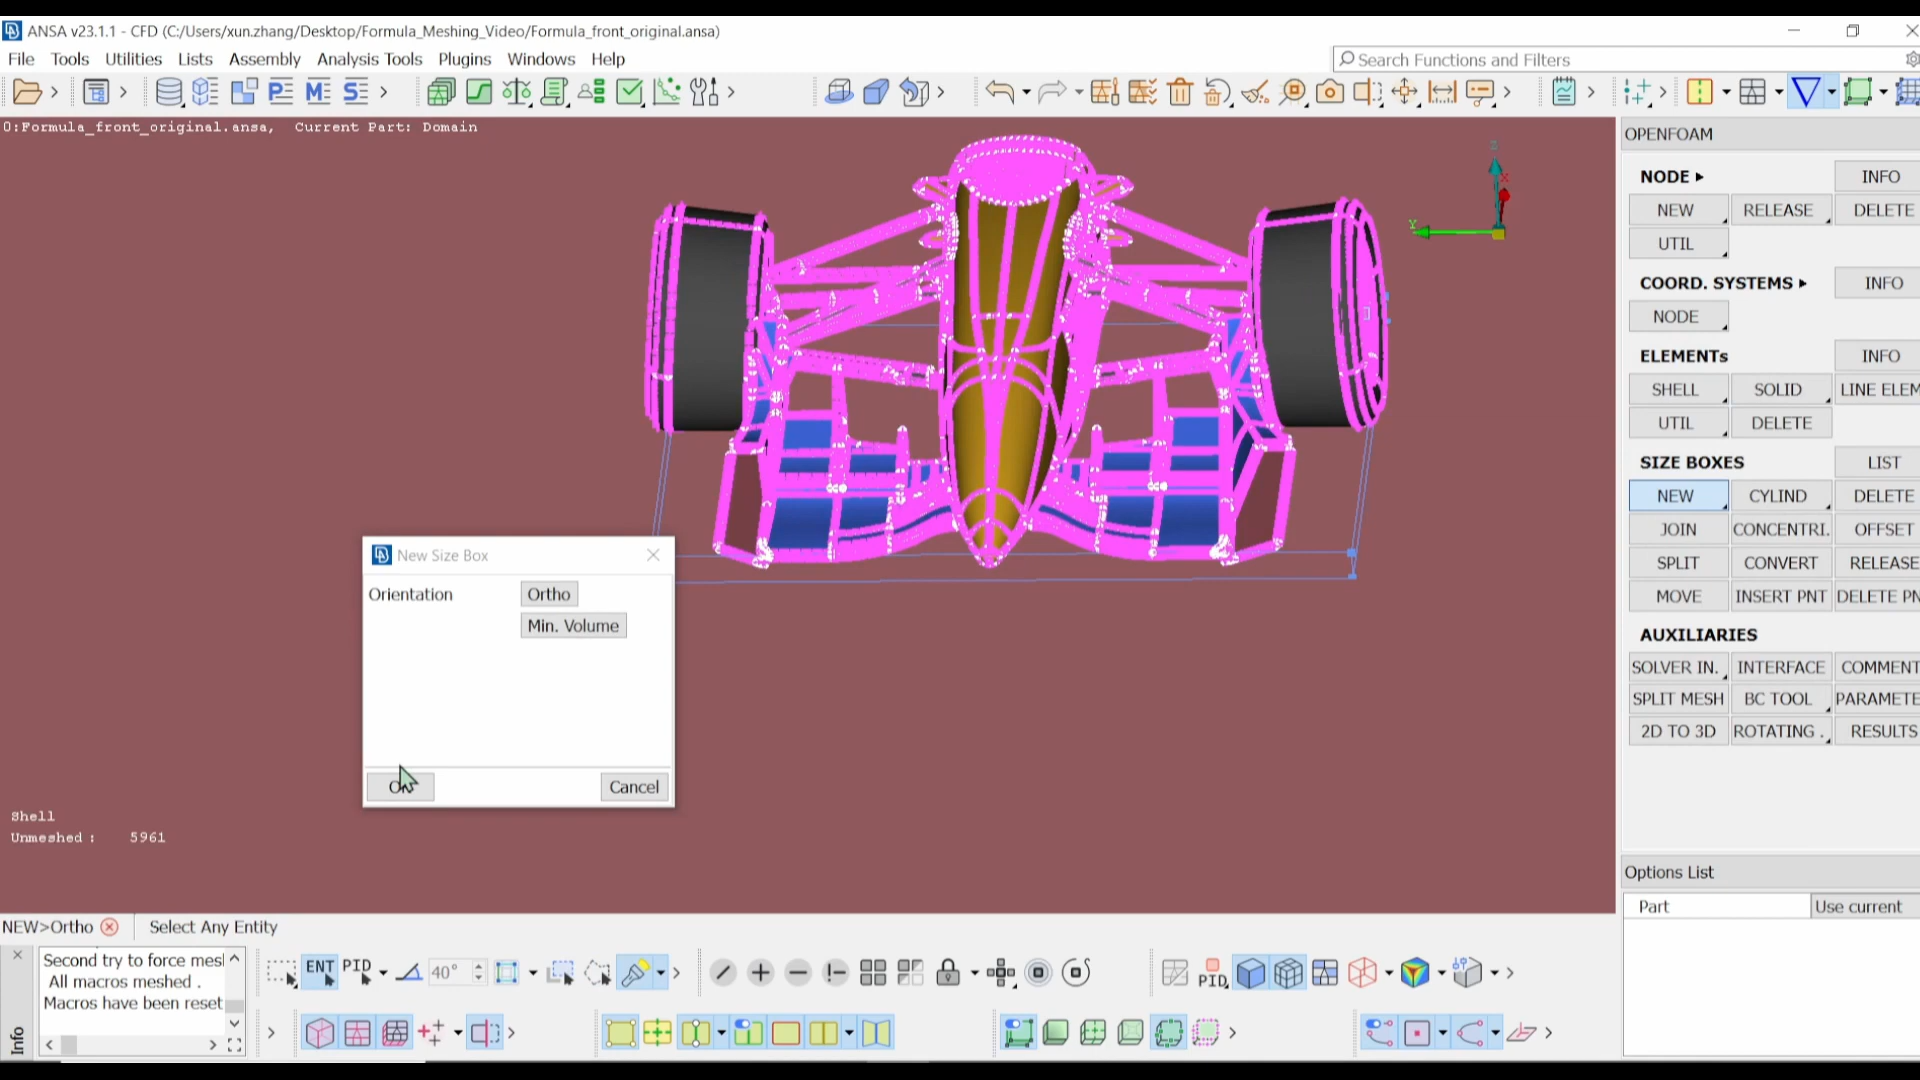 ANSA v23.1.1 - CFD (C:/Users/xun.zhang/Desktop/Formula_Meshing_Video/Formula_front_original.ansa)
File Tools Utilities Lists Assembly Analysis Tools Plugins Windows Help
Search Functions and Filters
0:Formula_front_original.ansa, Current Part: Domain
OPENFOAM
NODE INFO
NEW RELEASE DELETE
UTIL
COORD. SYSTEMS INFO
NODE
ELEMENTs INFO
SHELL SOLID LINE ELEM
UTIL DELETE
SIZE BOXES LIST
NEW CYLIND DELETE
JOIN CONCENTRI. OFFSET
SPLIT CONVERT RELEASE
MOVE INSERT PNT DELETE PN
AUXILIARIES
SOLVER IN. INTERFACE COMMENT
SPLIT MESH BC TOOL PARAMETE
2D TO 3D ROTATING . RESULTS
New Size Box
Orientation Ortho
Min. Volume
Cancel
Shell
Unmeshed : 5961
Options List
Part Use current
NEW>Ortho Select Any Entity
Info
Second try to force mesl
All macros meshed .
Macros have been reset
ENT PID 40°
PID